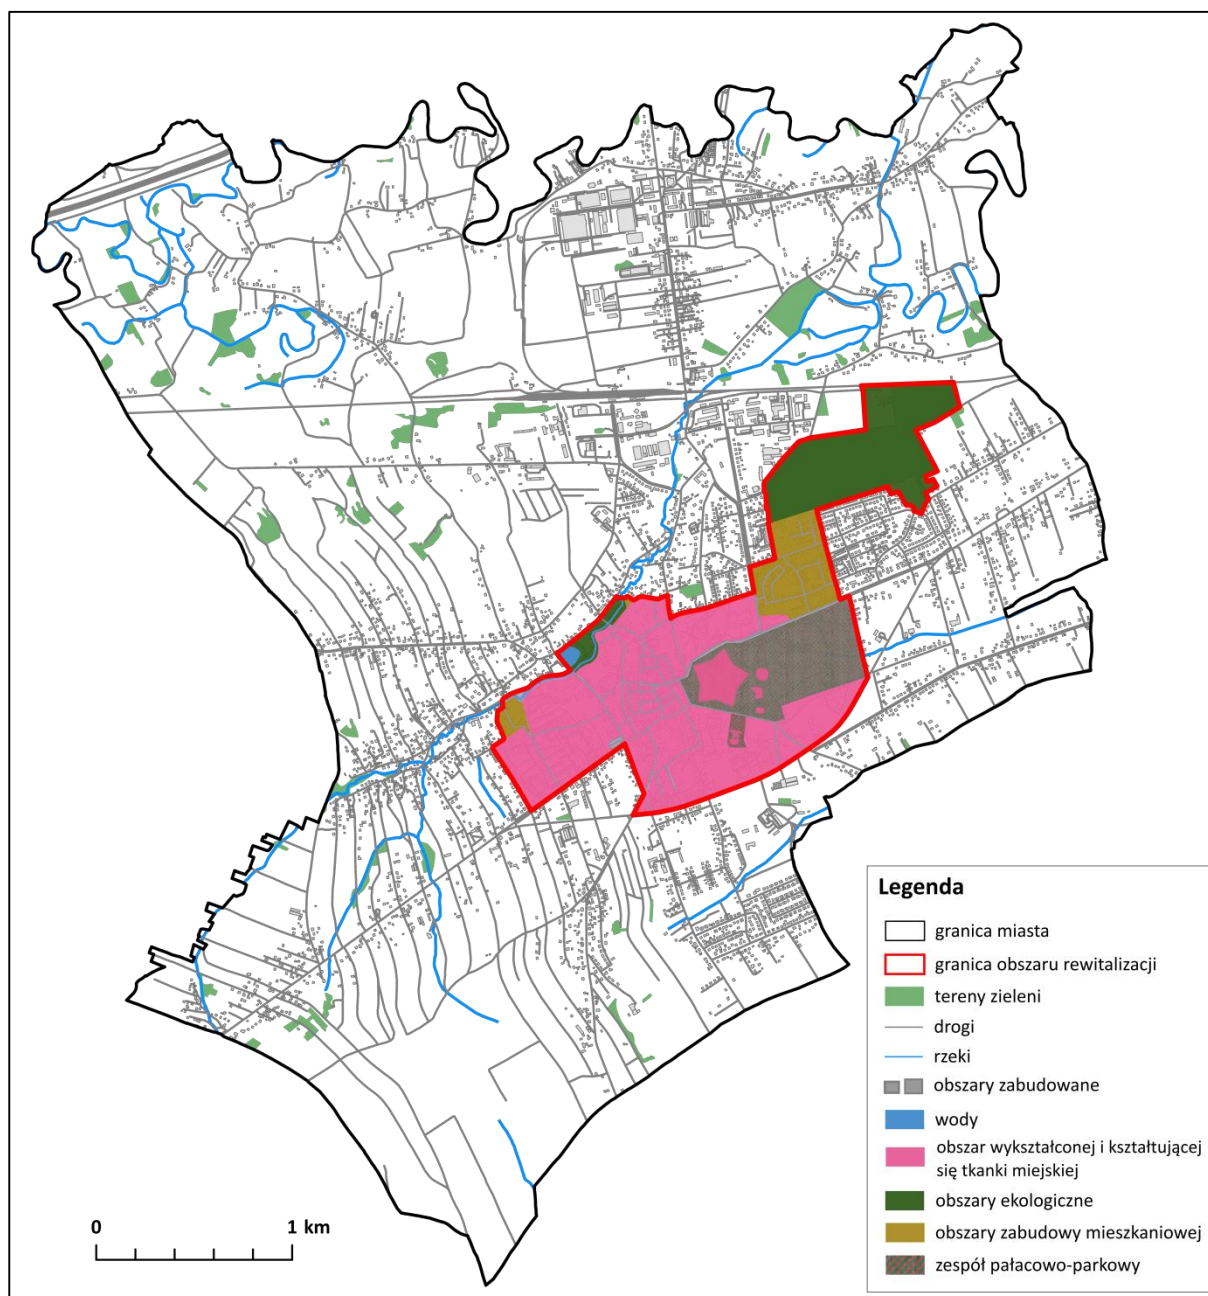 Legenda
granica miasta
granica obszaru rewitalizacji
tereny zieleni
drogi
rzeki
obszary zabudowane
wody
obszar wykształconej i kształtującej
się tkanki miejskiej
obszary ekologiczne
obszary zabudowy mieszkaniowej
zespół pałacowo-parkowy
0 1 km